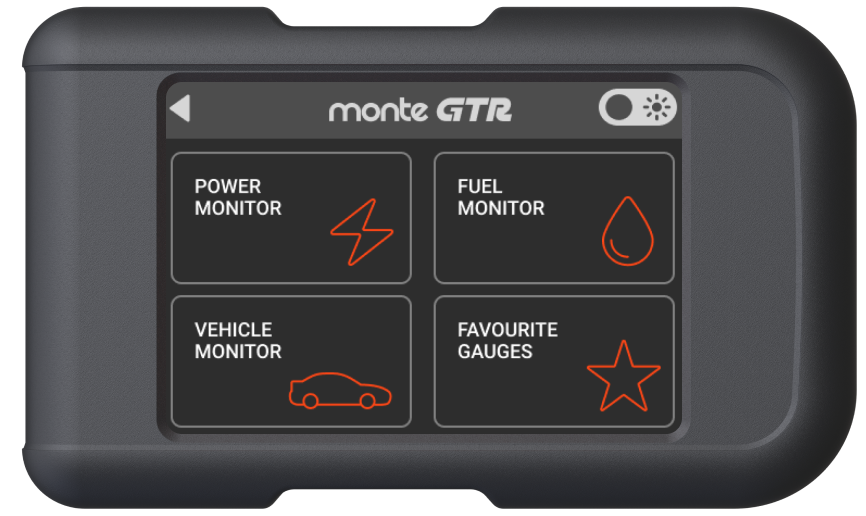 monte GTR
POWER
MONITOR
FUEL
MONITOR
VEHICLE
MONITOR
FAVOURITE
GAUGES